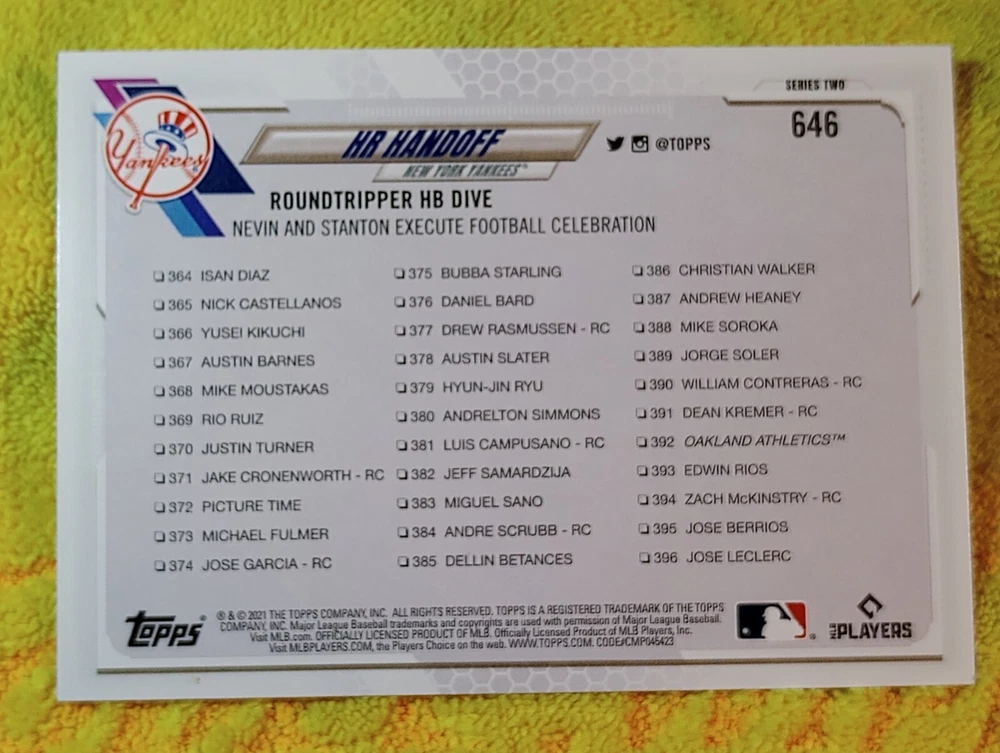 SERIES TWO
646
Yankees
HR HANDOFF
NEW YORK YANKEES™
@TOPPS
ROUNDTRIPPER HB DIVE
NEVIN AND STANTON EXECUTE FOOTBALL CELEBRATION
❏ 364 ISAN DIAZ
❏ 365 NICK CASTELLANOS
❏ 366 YUSEI KIKUCHI
❏ 367 AUSTIN BARNES
❏ 368 MIKE MOUSTAKAS
❏ 369 RIO RUIZ
❏ 370 JUSTIN TURNER
❏ 371 JAKE CRONENWORTH - RC
❏ 372 PICTURE TIME
❏ 373 MICHAEL FULMER
❏ 374 JOSE GARCIA - RC
❏ 375 BUBBA STARLING
❏ 376 DANIEL BARD
❏ 377 DREW RASMUSSEN - RC
❏ 378 AUSTIN SLATER
❏ 379 HYUN-JIN RYU
❏ 380 ANDRELTON SIMMONS
❏ 381 LUIS CAMPUSANO - RC
❏ 382 JEFF SAMARDZIJA
❏ 383 MIGUEL SANO
❏ 384 ANDRE SCRUBB - RC
❏ 385 DELLIN BETANCES
❏ 386 CHRISTIAN WALKER
❏ 387 ANDREW HEANEY
❏ 388 MIKE SOROKA
❏ 389 JORGE SOLER
❏ 390 WILLIAM CONTRERAS - RC
❏ 391 DEAN KREMER - RC
❏ 392 OAKLAND ATHLETICS™
❏ 393 EDWIN RIOS
❏ 394 ZACH McKINSTRY - RC
❏ 395 JOSE BERRIOS
❏ 396 JOSE LECLERC
topps®
® & © 2021 THE TOPPS COMPANY, INC. ALL RIGHTS RESERVED. TOPPS IS A REGISTERED TRADEMARK OF THE TOPPS
COMPANY, INC. Major League Baseball trademarks and copyrights are used with permission of Major League Baseball.
Visit MLB.com. OFFICIALLY LICENSED PRODUCT OF MLB. Officially Licensed Product of MLB Players, Inc.
Visit MLBPLAYERS.COM, the Players Choice on the web. WWW.TOPPS.COM. CODE#CMP045423
MLB PLAYERS